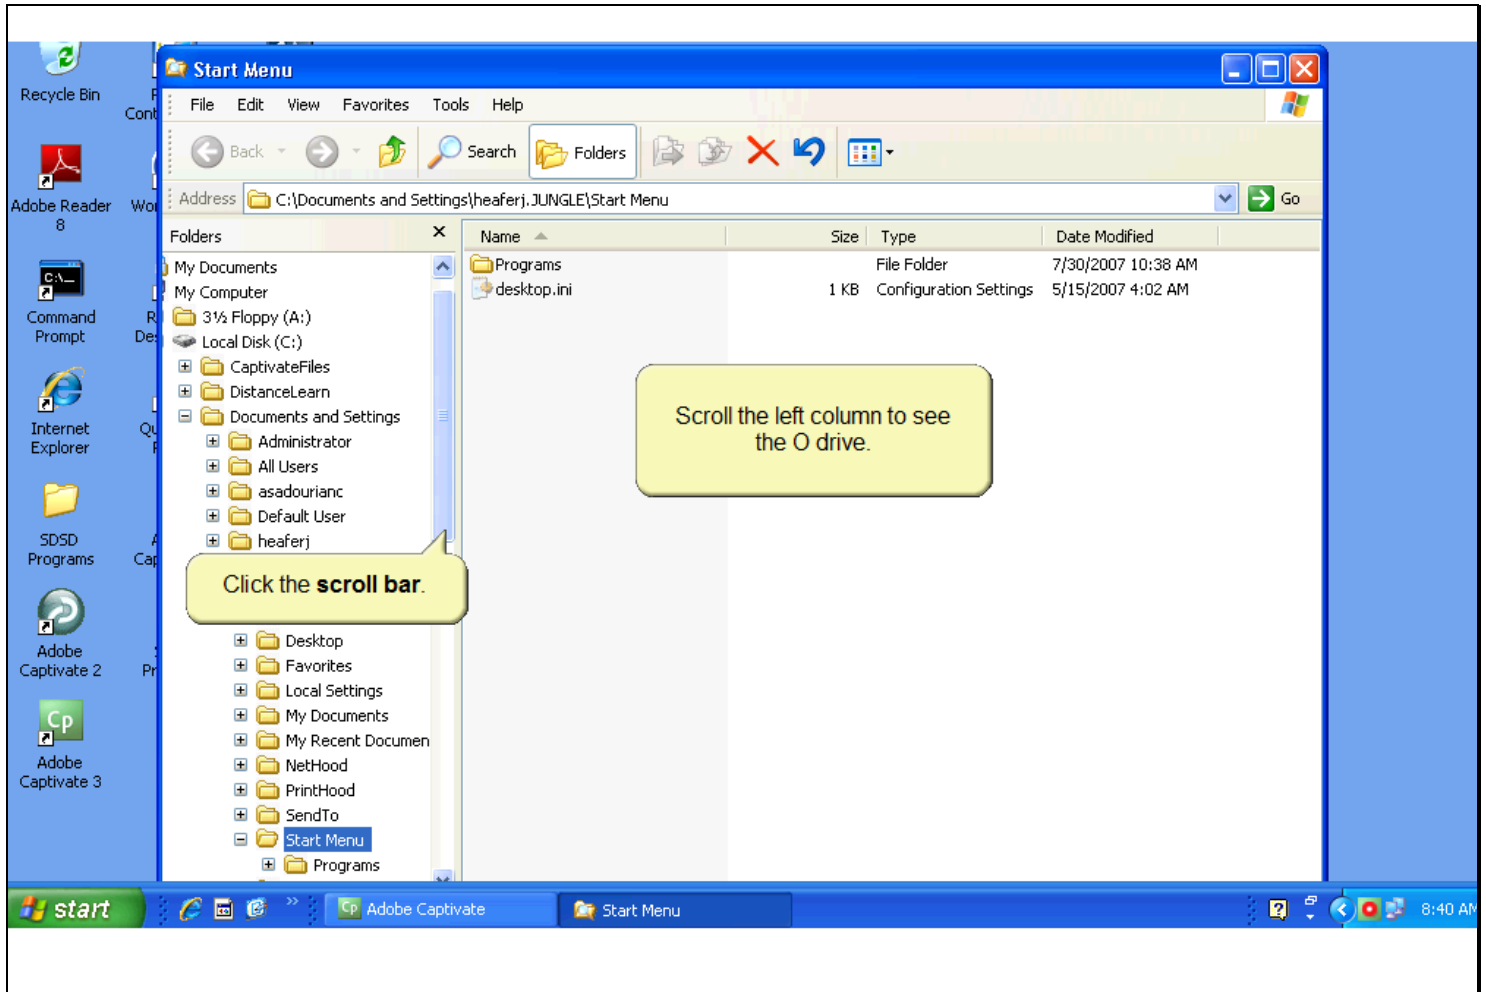 Recycle Bin
Cont
Adobe Reader
8
Wor
Command
Prompt
Internet
Explorer
SDSD
Programs
Adobe
Captivate 2
Adobe
Captivate 3
Start Menu
File Edit View Favorites Tools Help
Back Search Folders
Address C:\Documents and Settings\heaferj.JUNGLE\Start Menu Go
Folders
My Documents
My Computer
3½ Floppy (A:)
Local Disk (C:)
CaptivateFiles
DistanceLearn
Documents and Settings
Administrator
All Users
asadourianc
Default User
heaferj
Click the scroll bar.
Desktop
Favorites
Local Settings
My Documents
My Recent Documen
NetHood
PrintHood
SendTo
Start Menu
Programs
Name Size Type Date Modified
Programs File Folder 7/30/2007 10:38 AM
desktop.ini 1 KB Configuration Settings 5/15/2007 4:02 AM
Scroll the left column to see
the O drive.
start Adobe Captivate Start Menu 8:40 AM